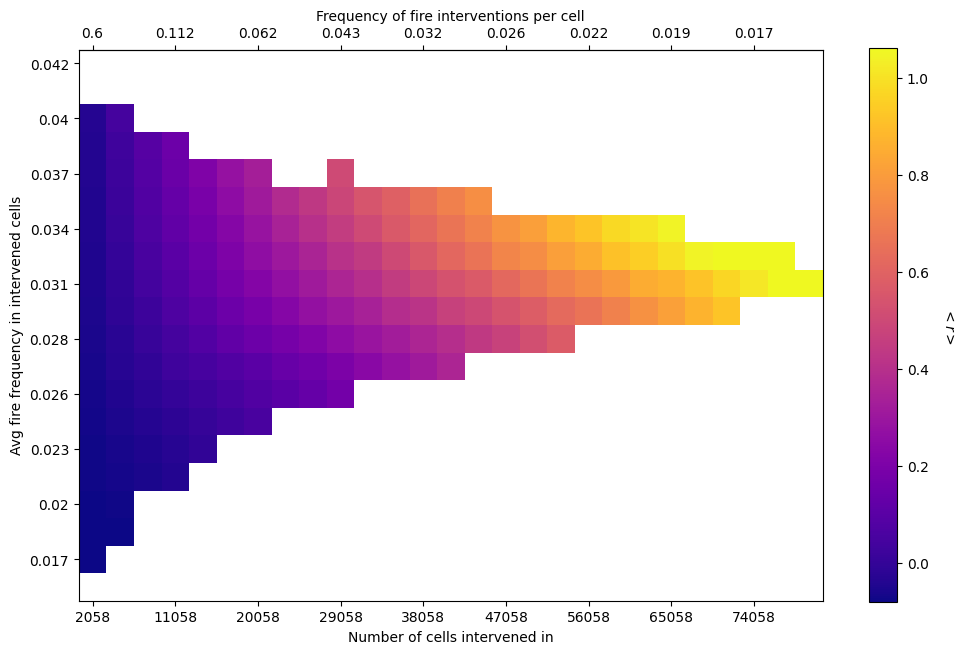 Frequency of fire interventions per cell
0.6 0.112 0.062 0.043 0.032 0.026 0.022 0.019 0.017
Avg fire frequency in intervened cells
0.042
0.04
0.037
0.034
0.031
0.028
0.026
0.023
0.02
0.017
2058 11058 20058 29058 38058 47058 56058 65058 74058
Number of cells intervened in
1.0
0.8
0.6
0.4
0.2
0.0
< r >